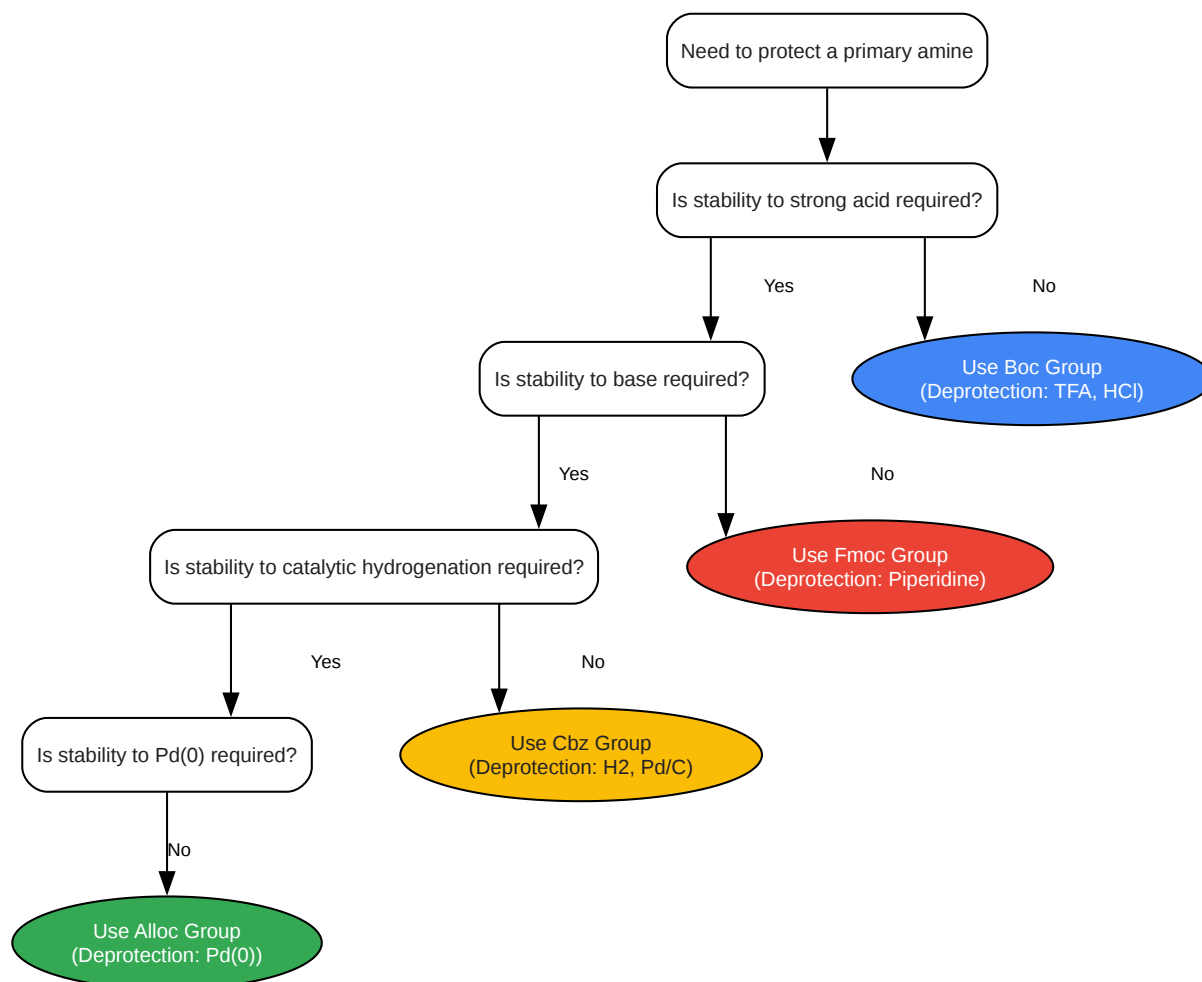 Need to protect a primary amine
Is stability to strong acid required?
Yes
No
Use Boc Group
(Deprotection: TFA, HCl)
Is stability to base required?
Yes
No
Use Fmoc Group
(Deprotection: Piperidine)
Is stability to catalytic hydrogenation required?
Yes
No
Use Cbz Group
(Deprotection: H2, Pd/C)
Is stability to Pd(0) required?
No
Use Alloc Group
(Deprotection: Pd(0))